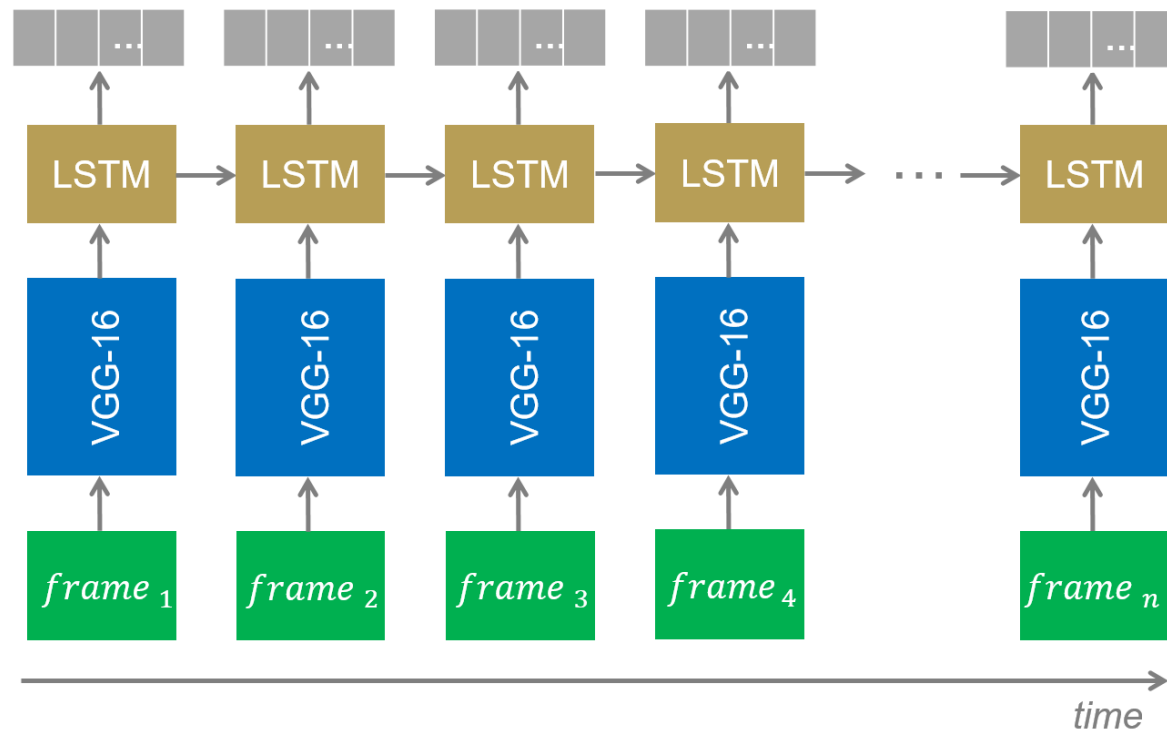 ... ... ... ... ...
LSTM LSTM LSTM LSTM ... LSTM
VGG-16 VGG-16 VGG-16 VGG-16 VGG-16
frame 1 frame 2 frame 3 frame 4 frame n
time